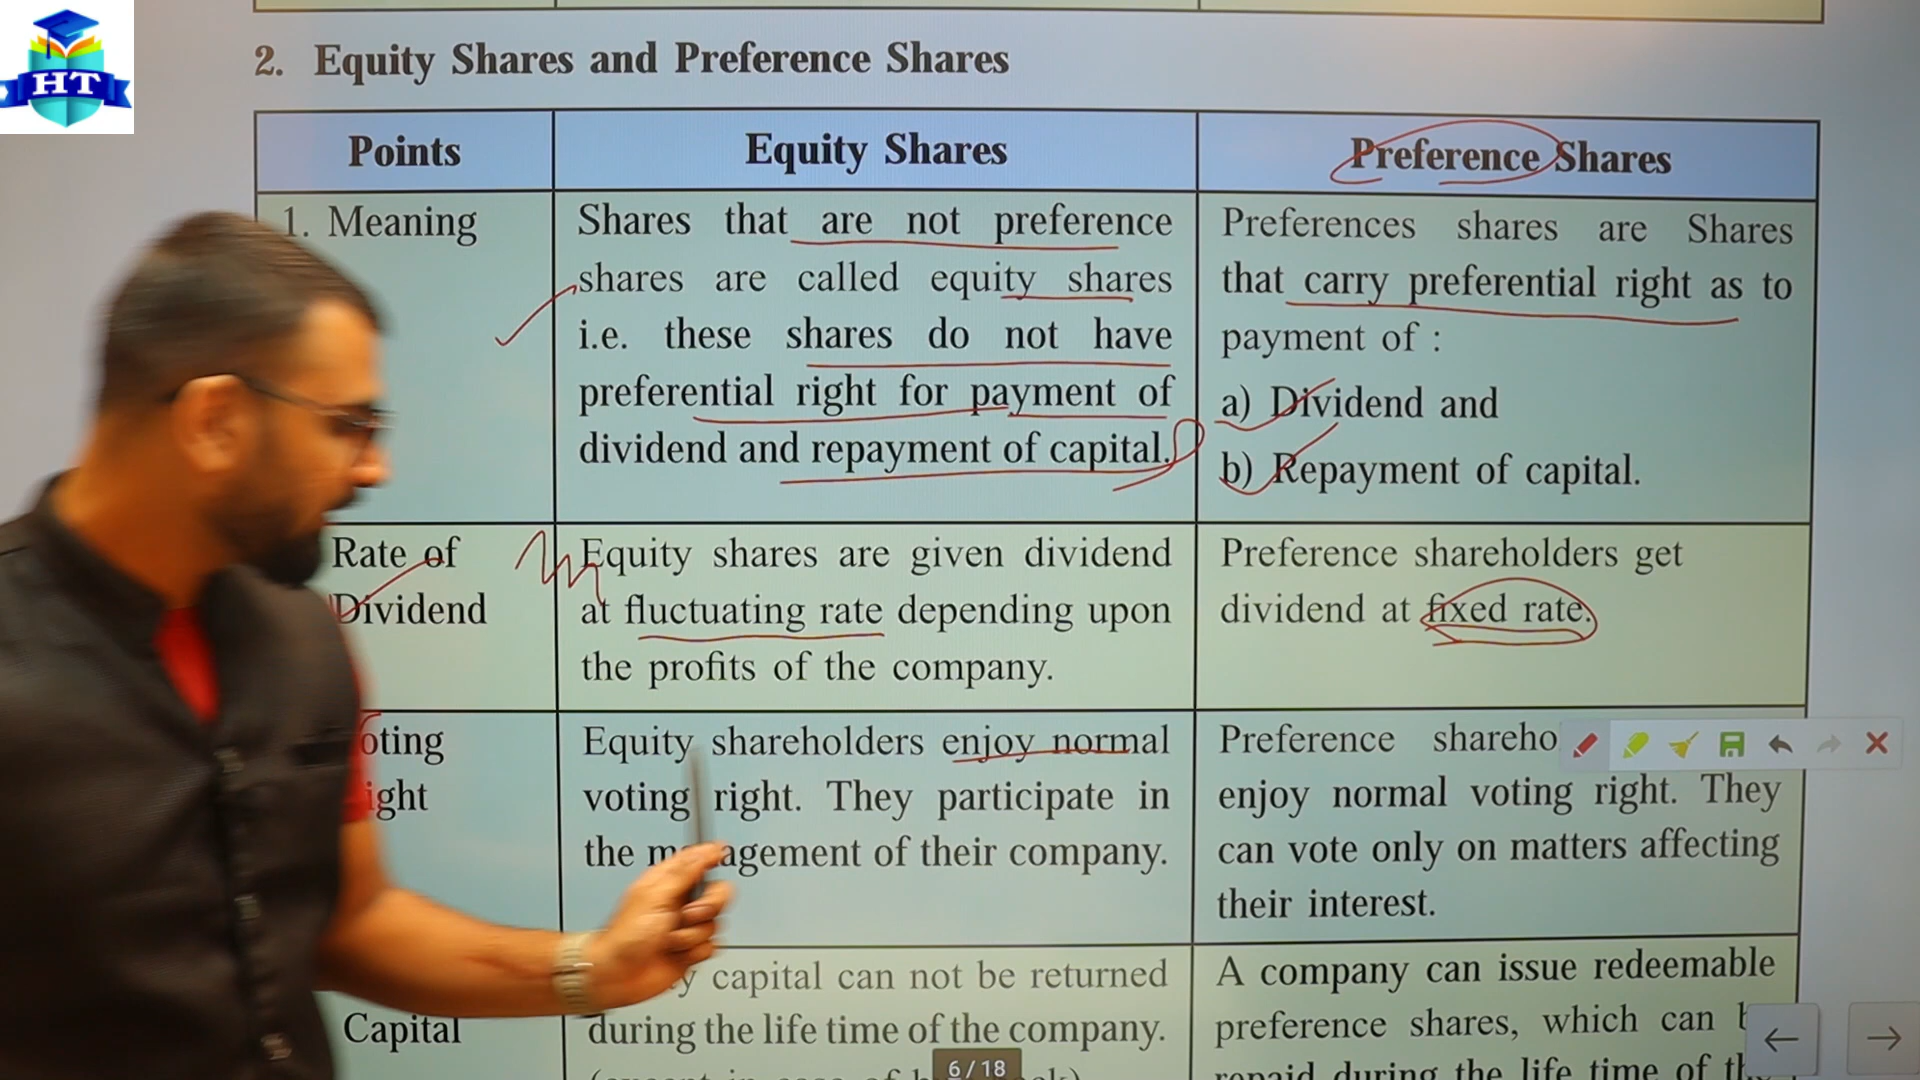 HT
2. Equity Shares and Preference Shares
Points
Equity Shares
Preference Shares
1. Meaning
Shares that are not preference
shares are called equity shares
i.e. these shares do not have
preferential right for payment of
dividend and repayment of capital.
Preferences shares are Shares
that carry preferential right as to
payment of :
a) Dividend and
b) Repayment of capital.
Rate of
Dividend
Equity shares are given dividend
at fluctuating rate depending upon
the profits of the company.
Preference shareholders get
dividend at fixed rate.
oting
ight
Equity shareholders enjoy normal
voting right. They participate in
the management of their company.
Preference shareho
enjoy normal voting right. They
can vote only on matters affecting
their interest.
Capital
y capital can not be returned
during the life time of the company.
A company can issue redeemable
preference shares, which can
repaid during the life time of
6 / 18